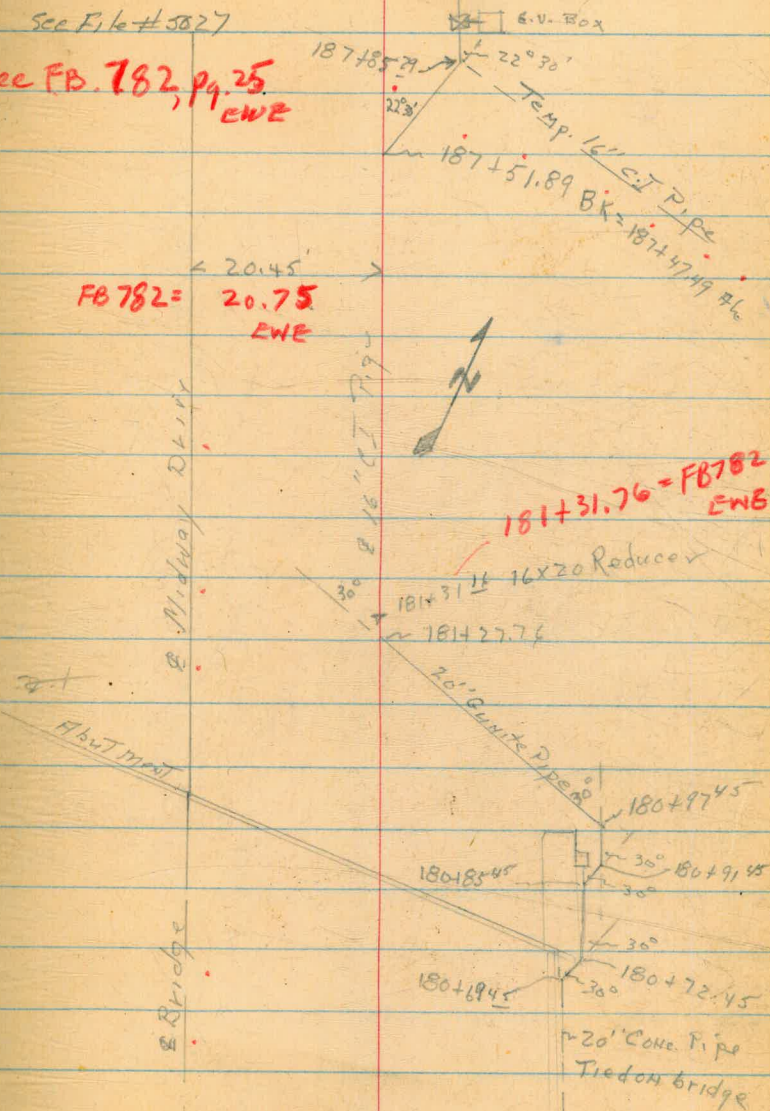 See File #5627
G.V. Box
187+85.29
22° 30'
ee FB. 782, Pg. 25
EWE
22°30'
Temp. 16" C.I Pipe
187+51.89 BK = 187+47.49 Ah.
20.45'
FB 782 = 20.75
EWE
N
℄ Midway Drive
℄ 16" C.I Pipe
181+31.76 = FB782
EWE
30°
181+31 16 16x20 Reducer
181+27.76
20" Gunite Pipe
30°
Abutment
180+97 45
30°
180+91.45
180+85 45
30°
30°
180+72.45
180+69 45
30°
℄ Bridge
20" Conc. Pipe
Tied on bridge